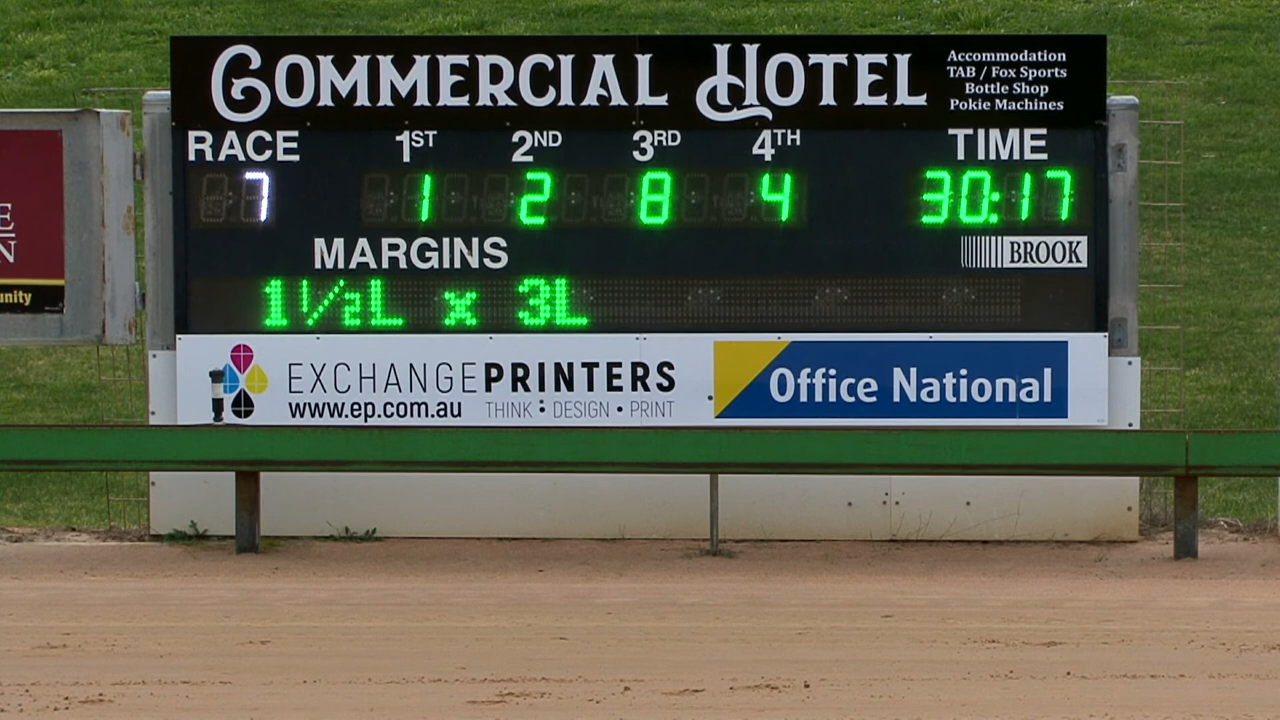 COMMERCIAL HOTEL
Accommodation
TAB / Fox Sports
Bottle Shop
Pokie Machines
RACE 1ST 2ND 3RD 4TH TIME
7 1 2 8 4 30:17
MARGINS
BROOK
1½L x 3L
E
N
unity
EXCHANGEPRINTERS
www.ep.com.au THINK : DESIGN • PRINT
Office National